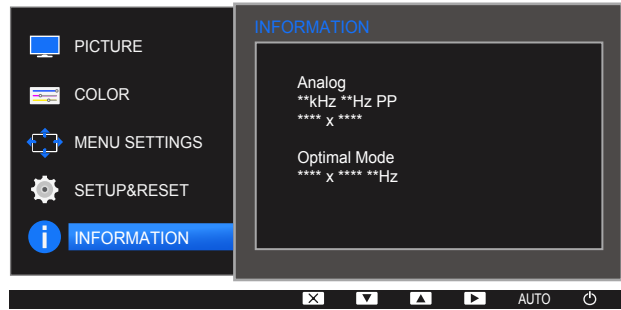 PICTURE
COLOR
MENU SETTINGS
SETUP&RESET
INFORMATION
INFORMATION
Analog
**kHz **Hz PP
**** x ****
Optimal Mode
**** x **** **Hz
AUTO